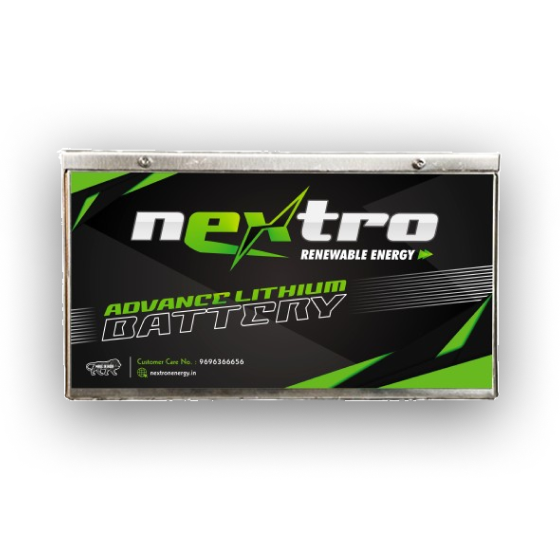 nextro
RENEWABLE ENERGY
ADVANCE LITHIUM
BATTERY
Customer Care No. : 9696366656
nextronenergy.in